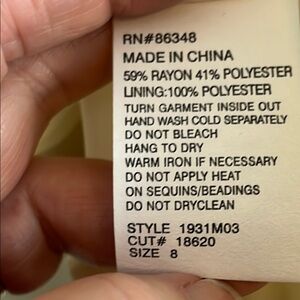 RN#86348
MADE IN CHINA
59% RAYON 41% POLYESTER
LINING:100% POLYESTER
TURN GARMENT INSIDE OUT
HAND WASH COLD SEPARATELY
DO NOT BLEACH
HANG TO DRY
WARM IRON IF NECESSARY
DO NOT APPLY HEAT
ON SEQUINS/BEADINGS
DO NOT DRYCLEAN
STYLE 1931M03
CUT# 18620
SIZE 8